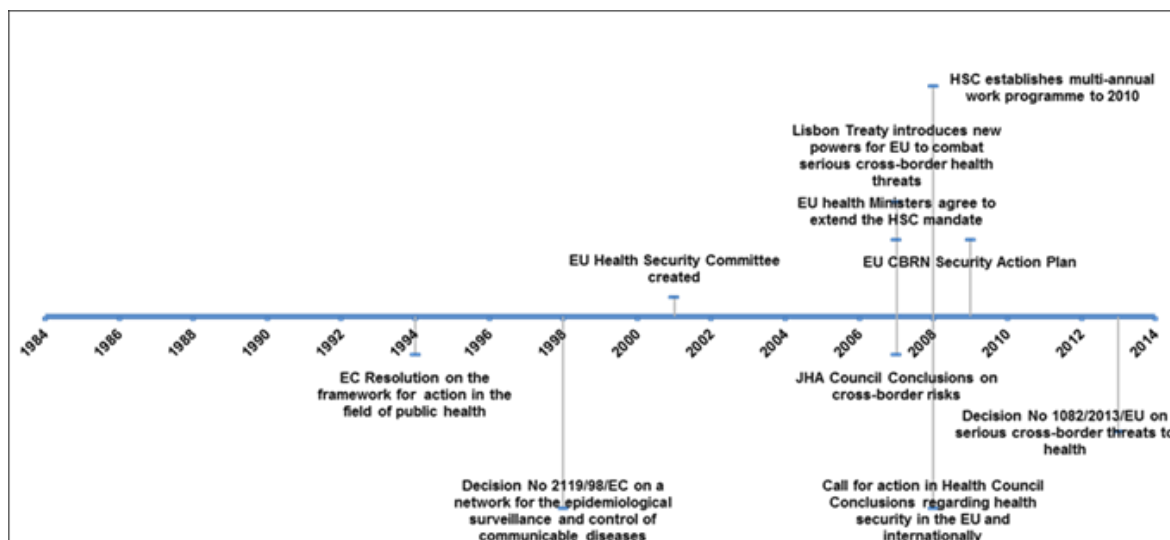 HSC establishes multi-annual
work programme to 2010
Lisbon Treaty introduces new
powers for EU to combat
serious cross-border health
threats
EU health Ministers agree to
extend the HSC mandate
EU Health Security Committee
created
EU CBRN Security Action Plan
1984
1986
1988
1990
1992
1994
1996
1998
2000
2002
2004
2006
2008
2010
2012
2014
EC Resolution on the
framework for action in the
field of public health
JHA Council Conclusions on
cross-border risks
Decision No 1082/2013/EU on
serious cross-border threats to
health
Decision No 2119/98/EC on a
network for the epidemiological
surveillance and control of
communicable diseases
Call for action in Health Council
Conclusions regarding health
security in the EU and
internationally